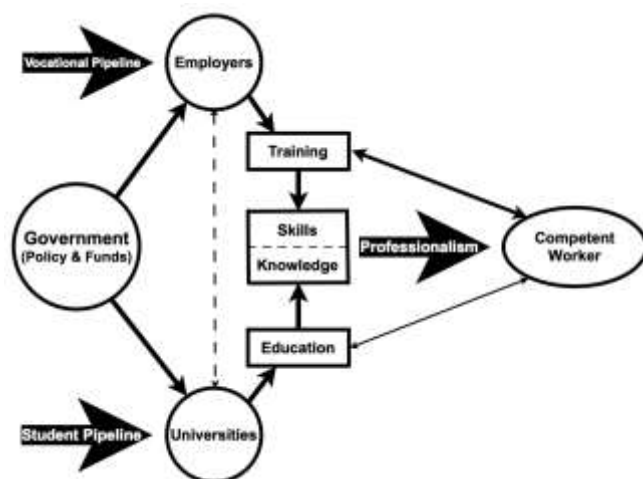 Vocational Pipeline
Employers
Training
Skills
Knowledge
Government
(Policy & Funds)
Professionalism
Competent
Worker
Education
Student Pipeline
Universities